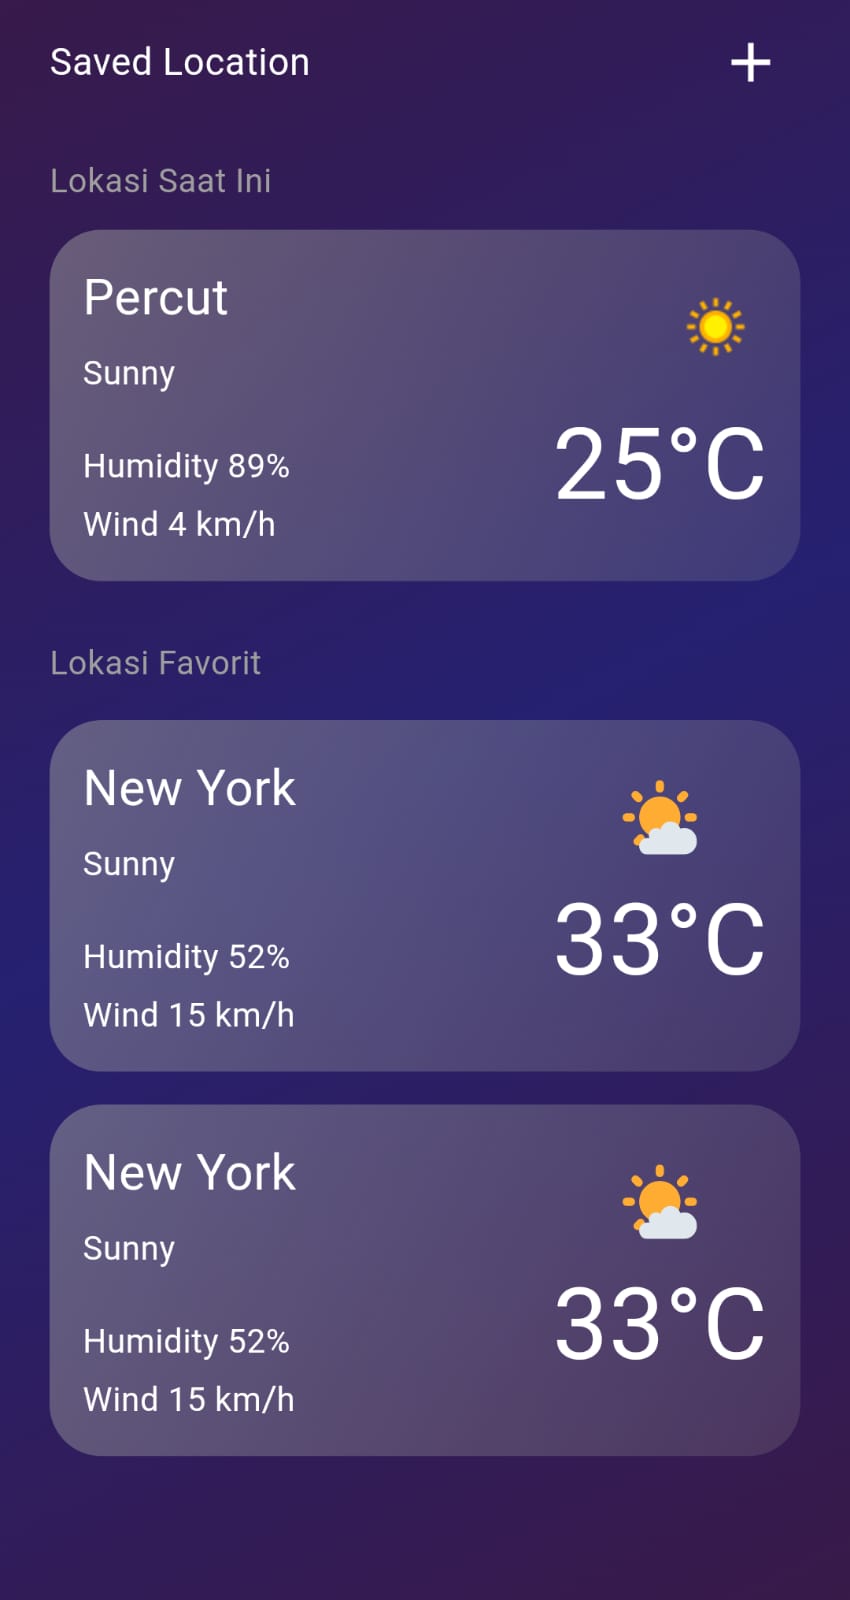 Saved Location
Lokasi Saat Ini
Percut
Sunny
Humidity 89%
Wind 4 km/h
25°C
Lokasi Favorit
New York
Sunny
Humidity 52%
Wind 15 km/h
33°C
New York
Sunny
Humidity 52%
Wind 15 km/h
33°C